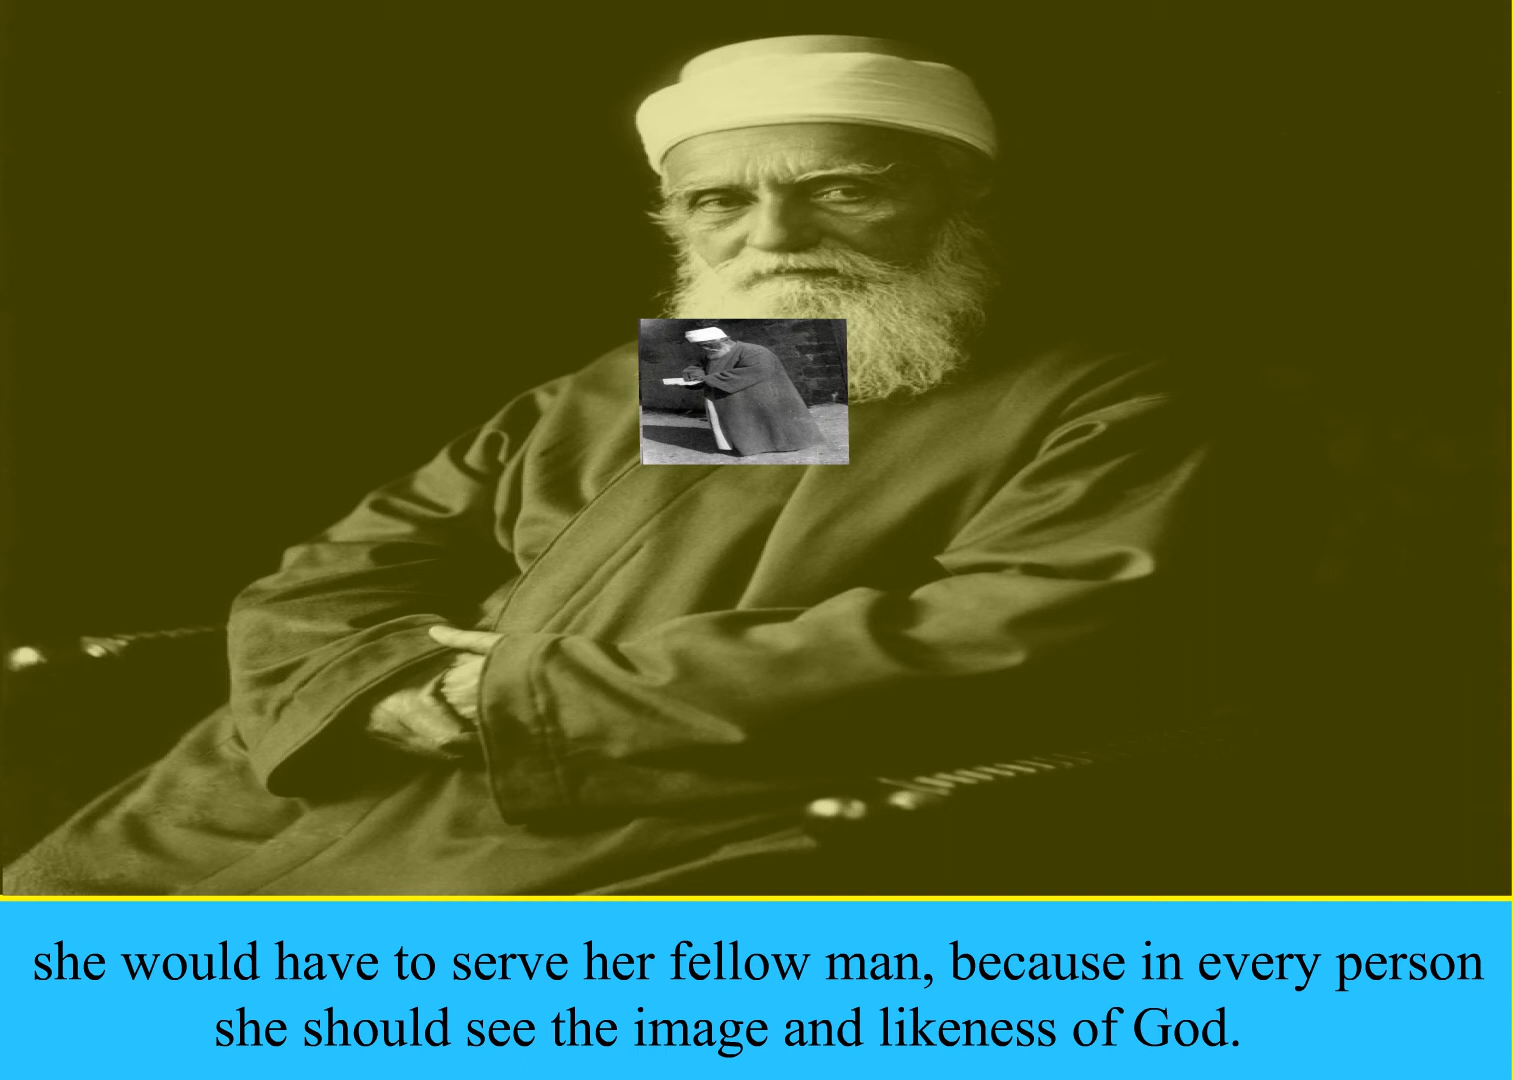 she would have to serve her fellow man, because in every person
she should see the image and likeness of God.